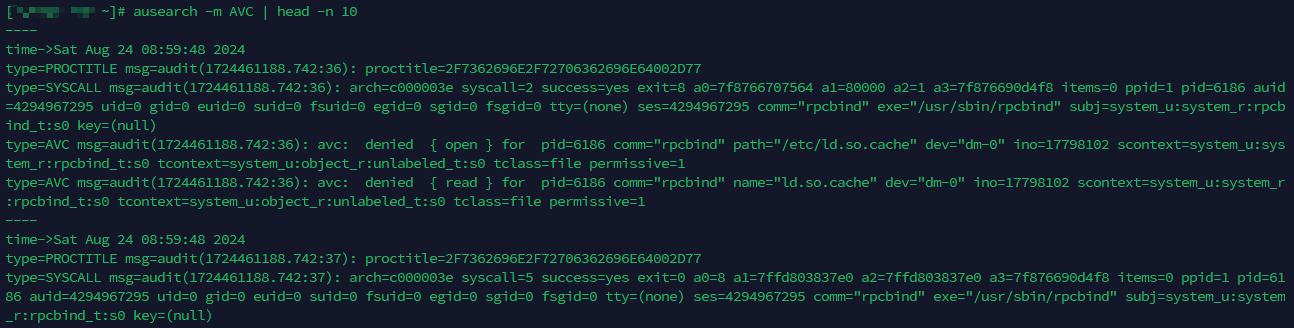 [ ~]# ausearch -m AVC | head -n 10
----
time->Sat Aug 24 08:59:48 2024
type=PROCTITLE msg=audit(1724461188.742:36): proctitle=2F7362696E2F72706362696E64002D77
type=SYSCALL msg=audit(1724461188.742:36): arch=c000003e syscall=2 success=yes exit=8 a0=7f8766707564 a1=80000 a2=1 a3=7f876690d4f8 items=0 ppid=1 pid=6186 auid
=4294967295 uid=0 gid=0 euid=0 suid=0 fsuid=0 egid=0 sgid=0 fsgid=0 tty=(none) ses=4294967295 comm="rpcbind" exe="/usr/sbin/rpcbind" subj=system_u:system_r:rpc
bind_t:s0 key=(null)
type=AVC msg=audit(1724461188.742:36): avc:  denied  { open } for  pid=6186 comm="rpcbind" path="/etc/ld.so.cache" dev="dm-0" ino=17798102 scontext=system_u:sys
tem_r:rpcbind_t:s0 tcontext=system_u:object_r:unlabeled_t:s0 tclass=file permissive=1
type=AVC msg=audit(1724461188.742:36): avc:  denied  { read } for  pid=6186 comm="rpcbind" name="ld.so.cache" dev="dm-0" ino=17798102 scontext=system_u:system_r
:rpcbind_t:s0 tcontext=system_u:object_r:unlabeled_t:s0 tclass=file permissive=1
----
time->Sat Aug 24 08:59:48 2024
type=PROCTITLE msg=audit(1724461188.742:37): proctitle=2F7362696E2F72706362696E64002D77
type=SYSCALL msg=audit(1724461188.742:37): arch=c000003e syscall=5 success=yes exit=0 a0=8 a1=7ffd803837e0 a2=7ffd803837e0 a3=7f876690d4f8 items=0 ppid=1 pid=61
86 auid=4294967295 uid=0 gid=0 euid=0 suid=0 fsuid=0 egid=0 sgid=0 fsgid=0 tty=(none) ses=4294967295 comm="rpcbind" exe="/usr/sbin/rpcbind" subj=system_u:system
_r:rpcbind_t:s0 key=(null)